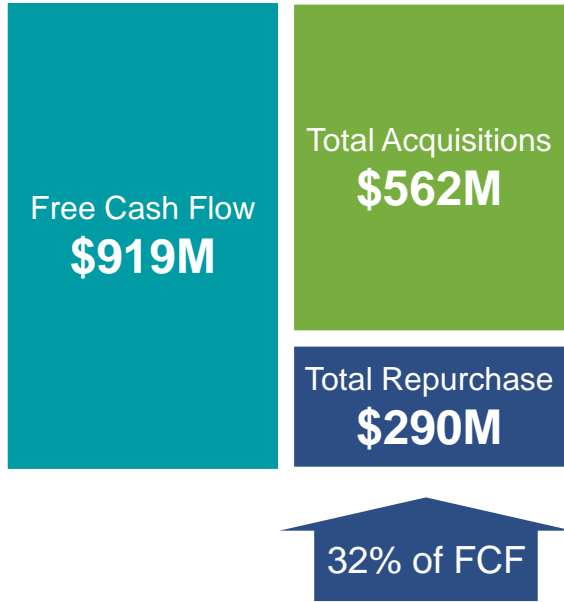 Free Cash Flow
$919M
Total Acquisitions
$562M
Total Repurchase
$290M
32% of FCF